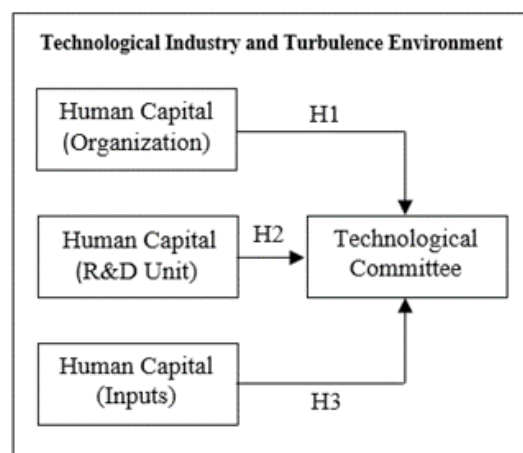 Technological Industry and Turbulence Environment
Human Capital
(Organization)
H1
Human Capital
(R&D Unit)
H2
Technological
Committee
Human Capital
(Inputs)
H3